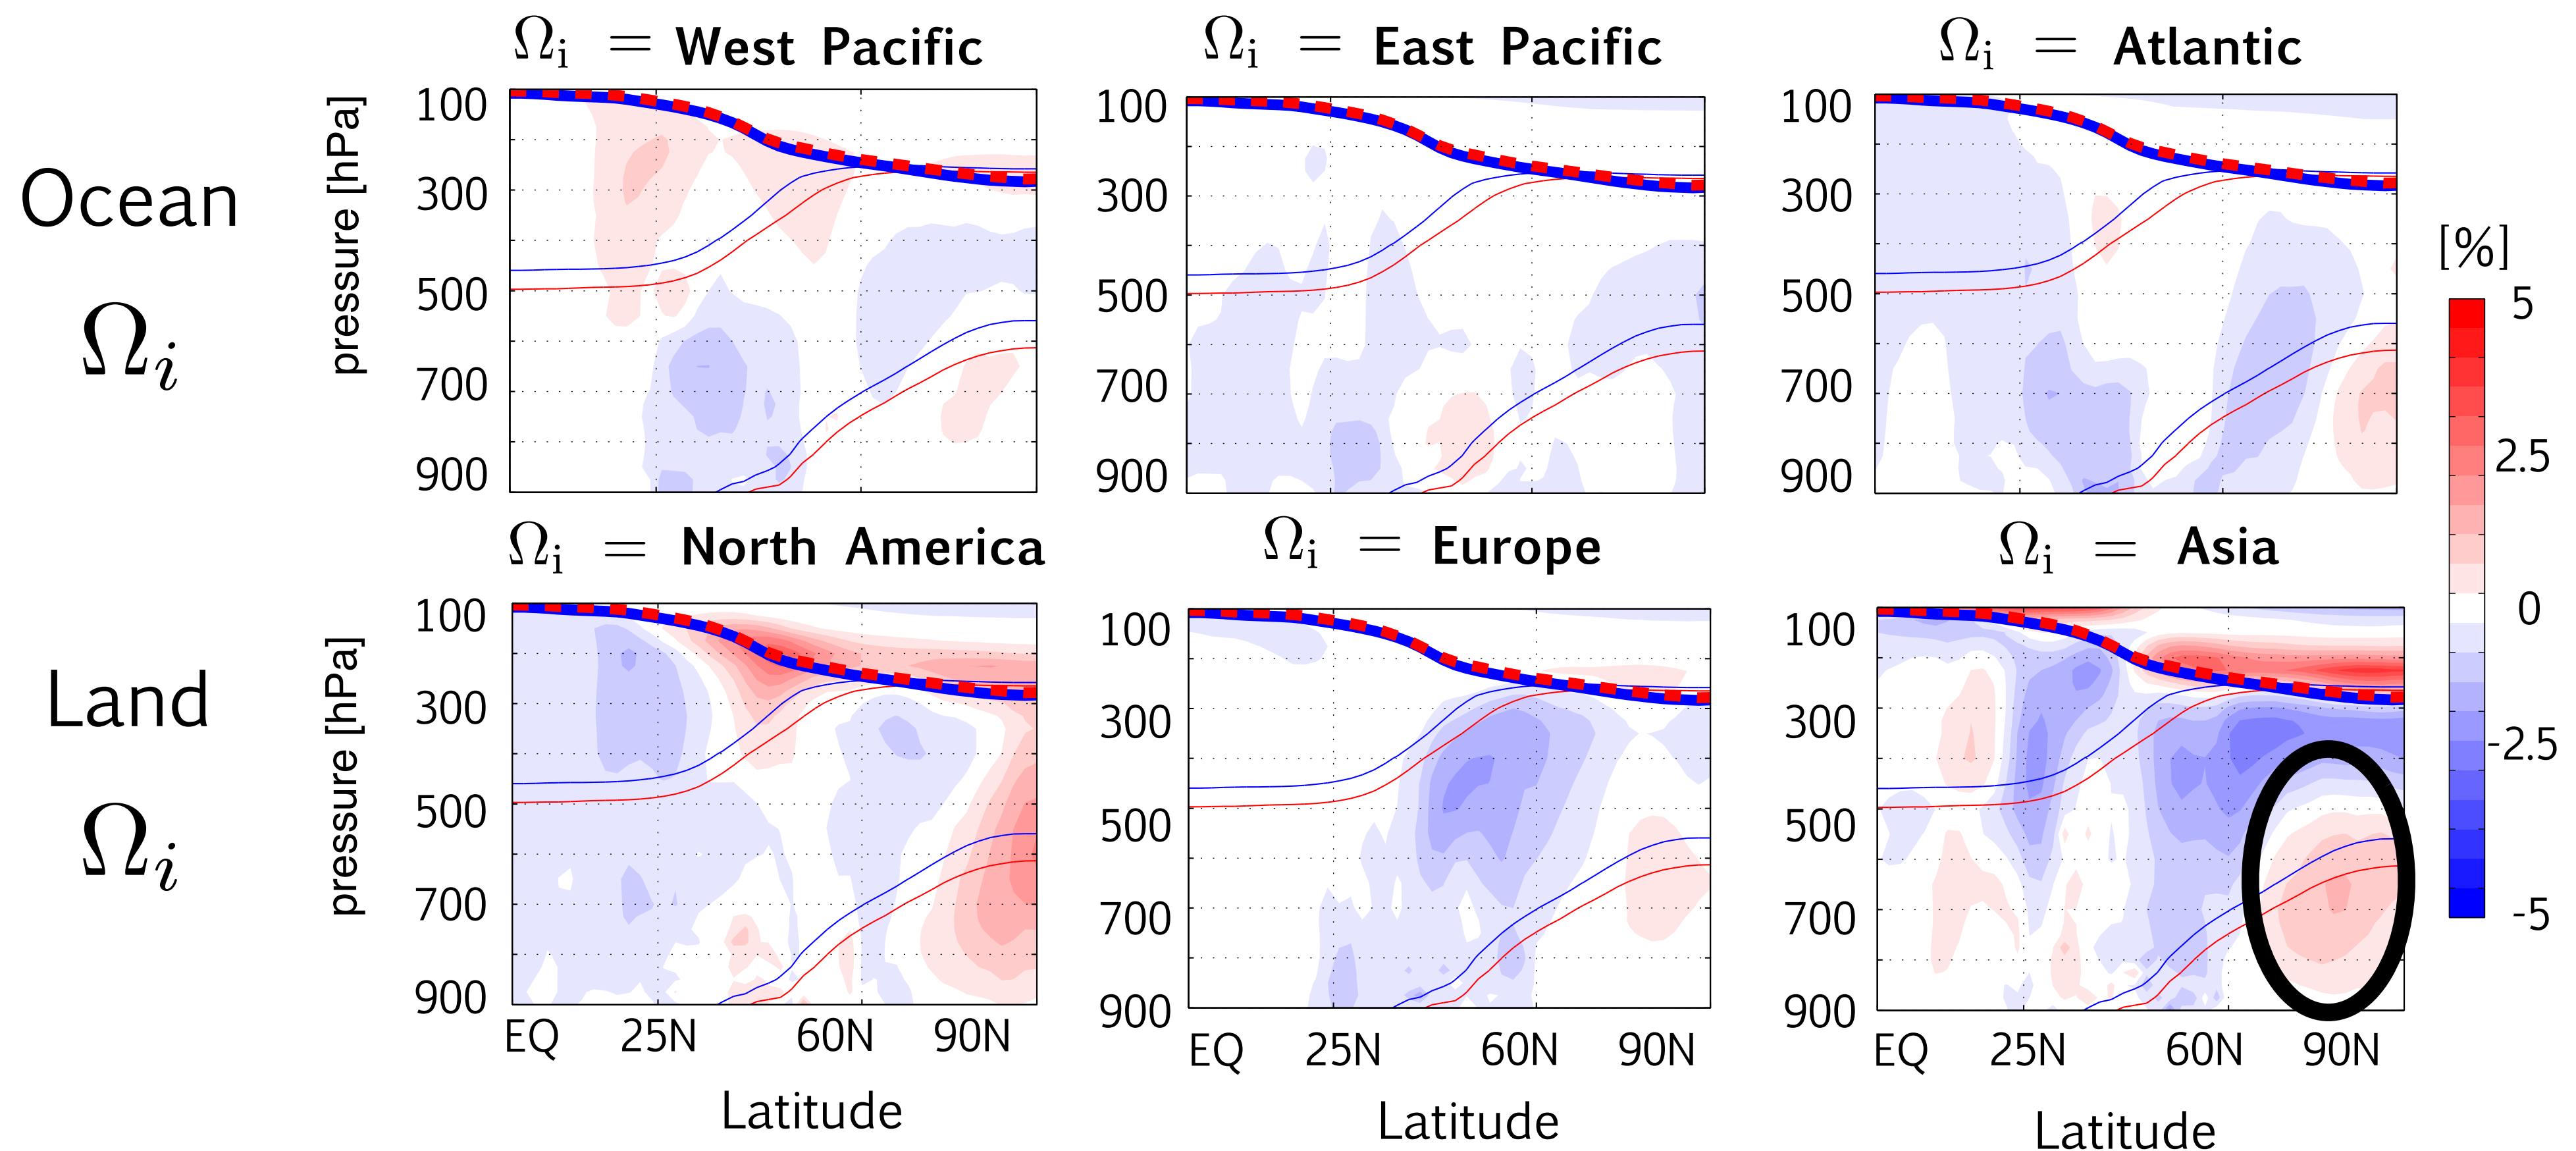 Ωi = West Pacific
Ωi = East Pacific
Ωi = Atlantic
Ocean
Ωi
pressure [hPa]
100
300
500
700
900
100
300
500
700
900
100
300
500
700
900
[%]
5
2.5
0
-2.5
-5
Ωi = North America
Ωi = Europe
Ωi = Asia
Land
Ωi
pressure [hPa]
100
300
500
700
900
100
300
500
700
900
100
300
500
700
900
EQ 25N 60N 90N
EQ 25N 60N 90N
EQ 25N 60N 90N
Latitude
Latitude
Latitude